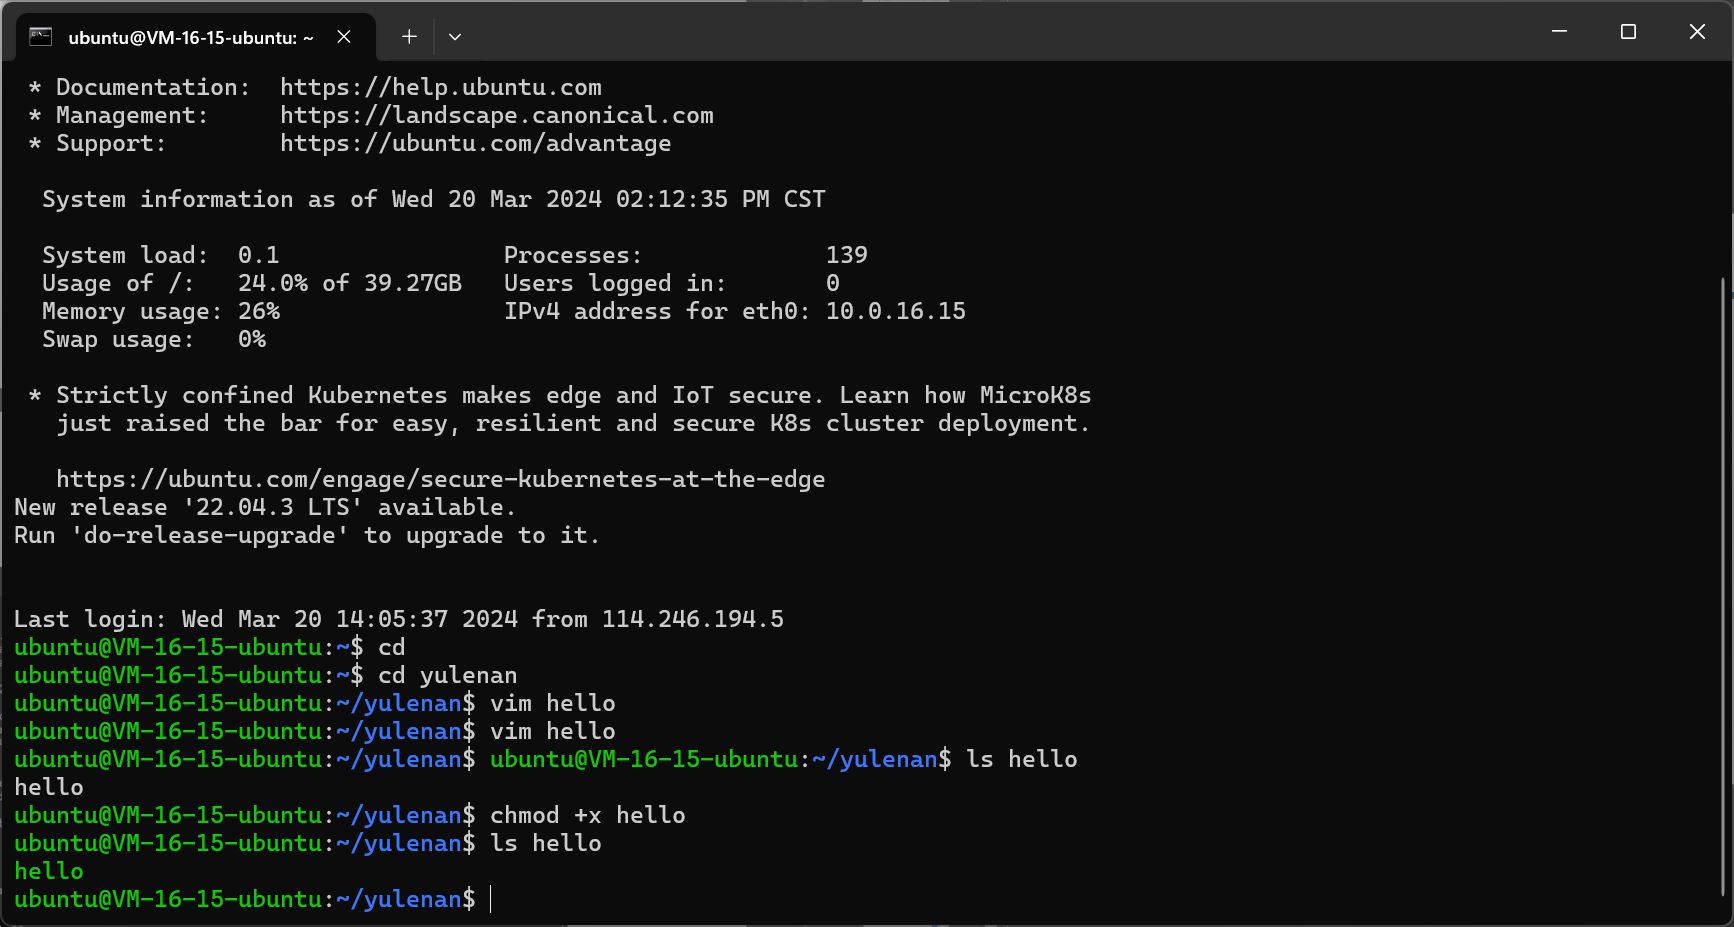 ubuntu@VM-16-15-ubuntu: ~
* Documentation:  https://help.ubuntu.com
* Management:     https://landscape.canonical.com
* Support:        https://ubuntu.com/advantage
System information as of Wed 20 Mar 2024 02:12:35 PM CST
System load:  0.1                Processes:             139
Usage of /:   24.0% of 39.27GB   Users logged in:       0
Memory usage: 26%                IPv4 address for eth0: 10.0.16.15
Swap usage:   0%
* Strictly confined Kubernetes makes edge and IoT secure. Learn how MicroK8s
just raised the bar for easy, resilient and secure K8s cluster deployment.
https://ubuntu.com/engage/secure-kubernetes-at-the-edge
New release '22.04.3 LTS' available.
Run 'do-release-upgrade' to upgrade to it.
Last login: Wed Mar 20 14:05:37 2024 from 114.246.194.5
ubuntu@VM-16-15-ubuntu:~$ cd
ubuntu@VM-16-15-ubuntu:~$ cd yulenan
ubuntu@VM-16-15-ubuntu:~/yulenan$ vim hello
ubuntu@VM-16-15-ubuntu:~/yulenan$ vim hello
ubuntu@VM-16-15-ubuntu:~/yulenan$ ubuntu@VM-16-15-ubuntu:~/yulenan$ ls hello
hello
ubuntu@VM-16-15-ubuntu:~/yulenan$ chmod +x hello
ubuntu@VM-16-15-ubuntu:~/yulenan$ ls hello
hello
ubuntu@VM-16-15-ubuntu:~/yulenan$